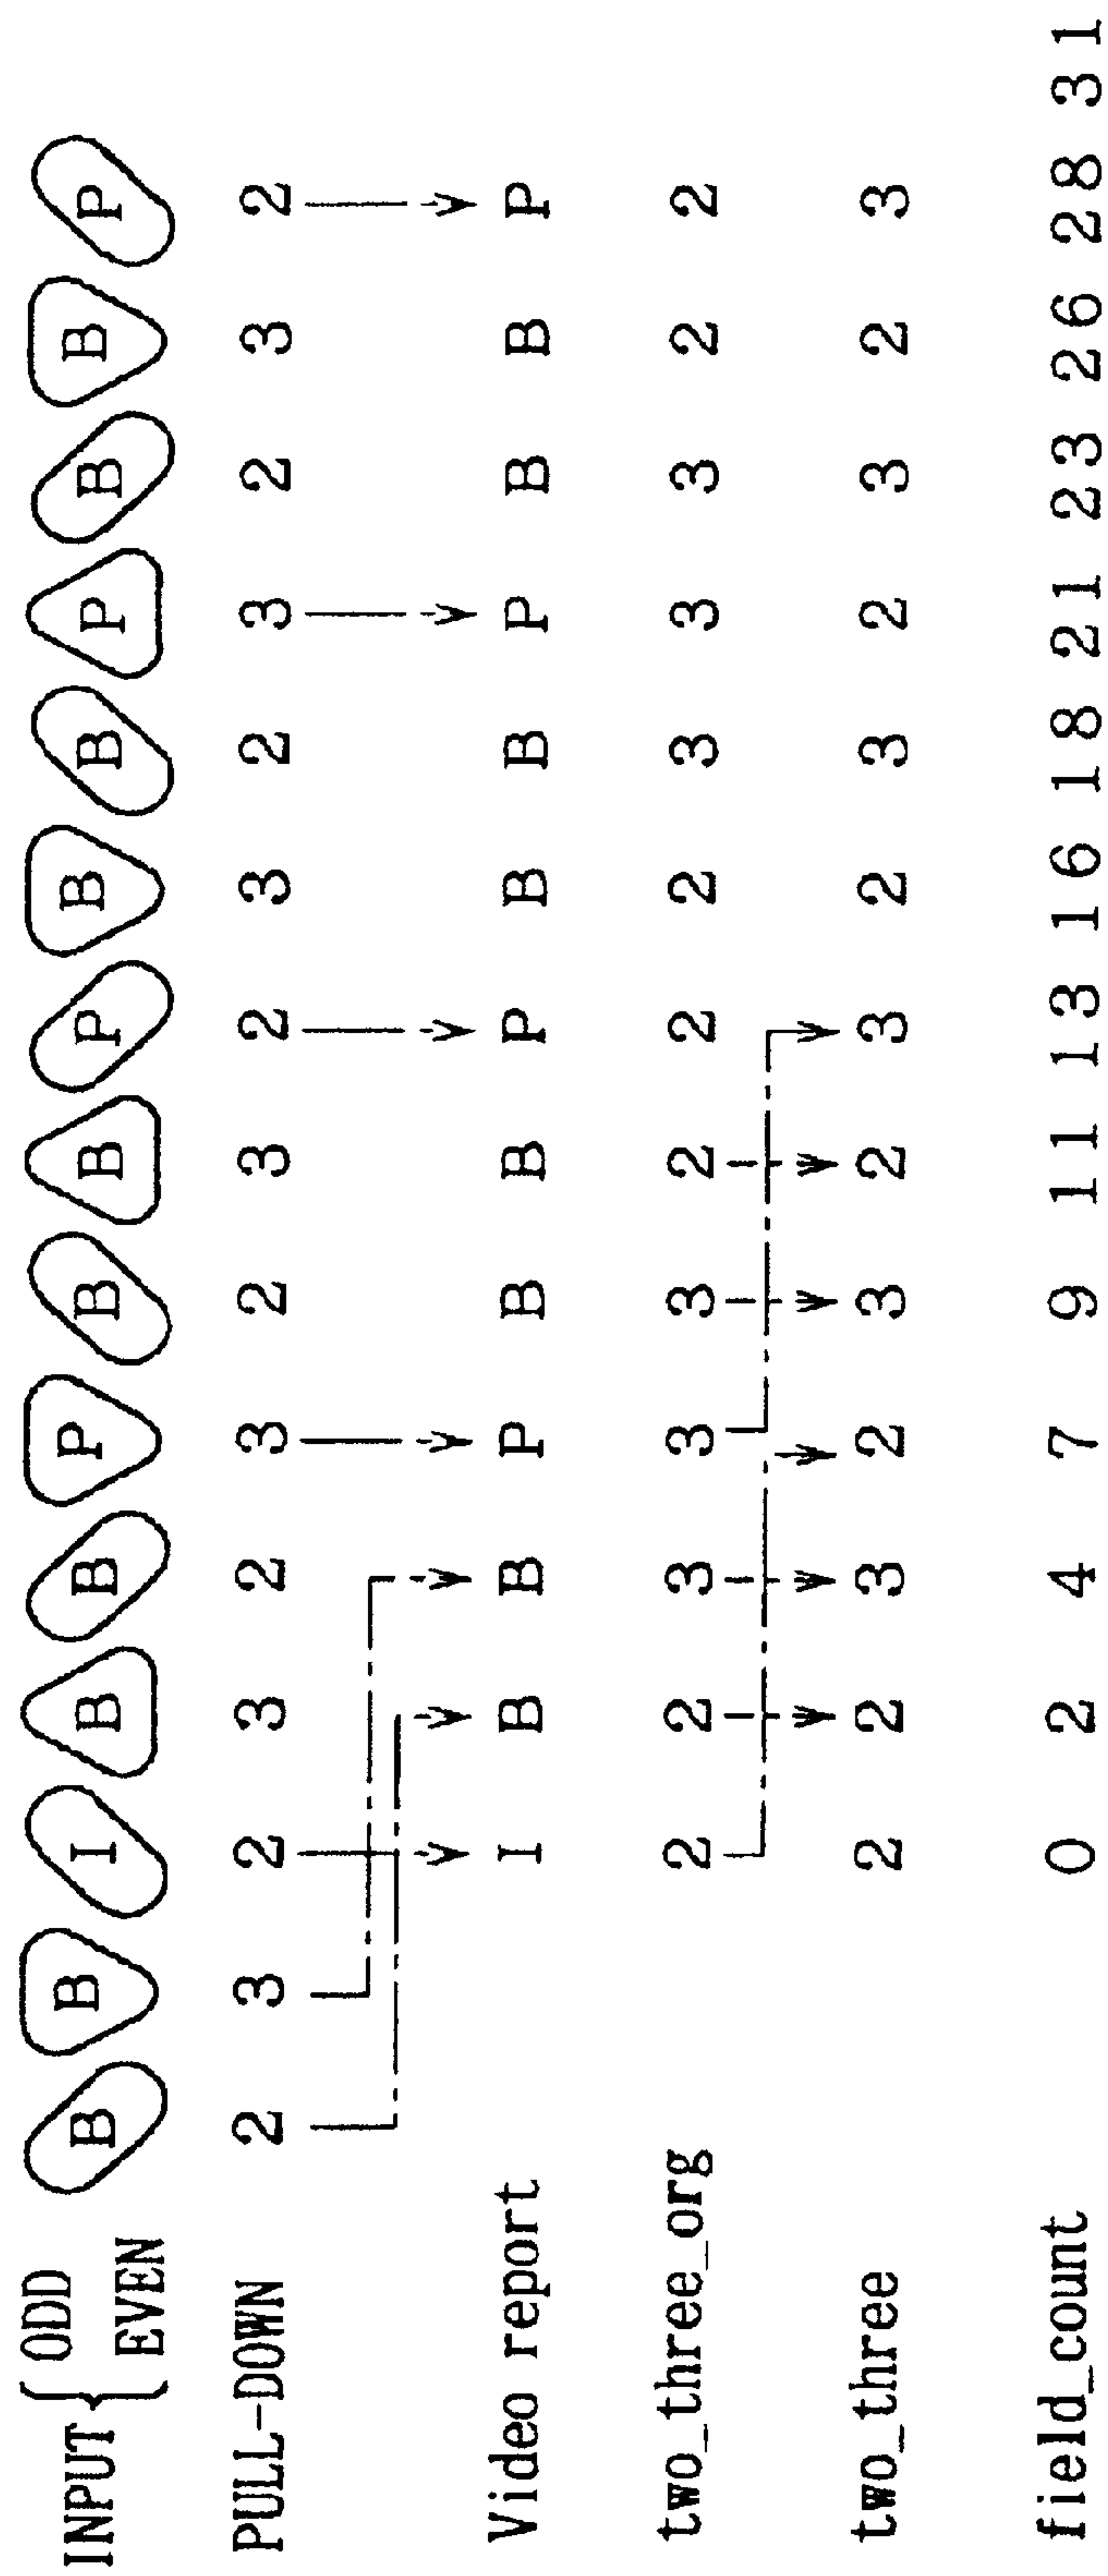 INPUT { ODD EVEN B B I B B P B B P B B P B B P
PULL-DOWN 2 3 2 3 2 3 2 3 2 3 2 3 2 3 2
Video report I B B P B B P B B P B B P
two_three_org 2 2 3 3 3 2 2 2 3 3 3 2 2
two_three 2 2 3 2 3 2 3 2 3 2 3 2 3
field_count 0 2 4 7 9 11 13 16 18 21 23 26 28 31